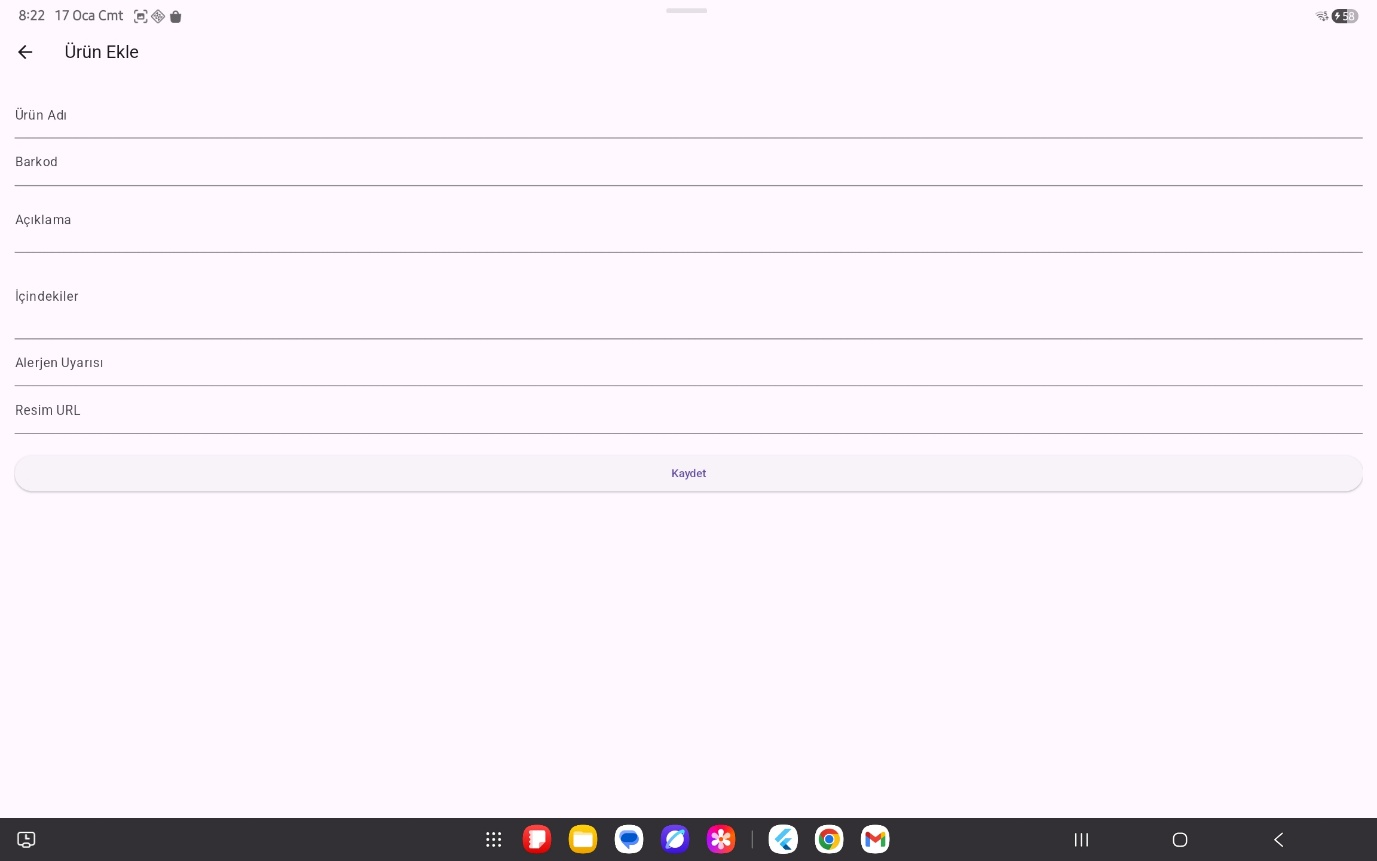 8:22 17 Oca Cmt
58
Ürün Ekle
Ürün Adı
Barkod
Açıklama
İçindekiler
Alerjen Uyarısı
Resim URL
Kaydet